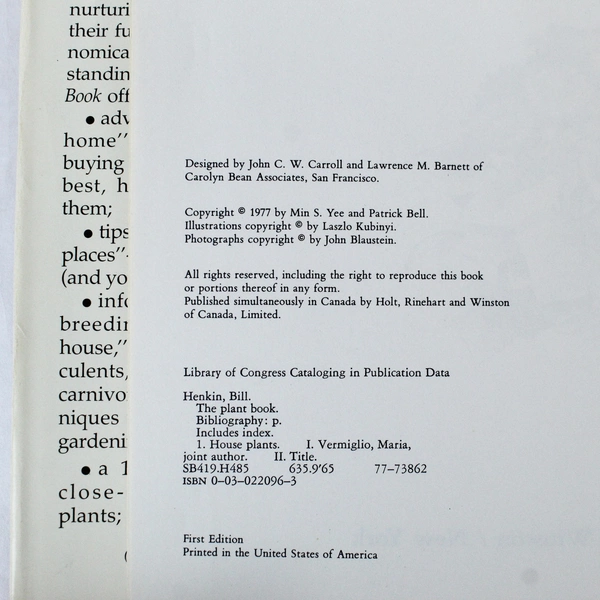 nurturi
their fu
nomica
standin
Book off
• adv
home”
buying
best, h
them;
• tips
places”
(and yo
• info
breedin
house,”
culents,
carnivo
niques
gardeni
• a 1
close-
plants;
(
Designed by John C. W. Carroll and Lawrence M. Barnett of
Carolyn Bean Associates, San Francisco.
Copyright © 1977 by Min S. Yee and Patrick Bell.
Illustrations copyright © by Laszlo Kubinyi.
Photographs copyright © by John Blaustein.
All rights reserved, including the right to reproduce this book
or portions thereof in any form.
Published simultaneously in Canada by Holt, Rinehart and Winston
of Canada, Limited.
Library of Congress Cataloging in Publication Data
Henkin, Bill.
The plant book.
Bibliography: p.
Includes index.
1. House plants. I. Vermiglio, Maria,
joint author. II. Title.
SB419.H485 635.9'65 77–73862
ISBN 0–03–022096–3
First Edition
Printed in the United States of America